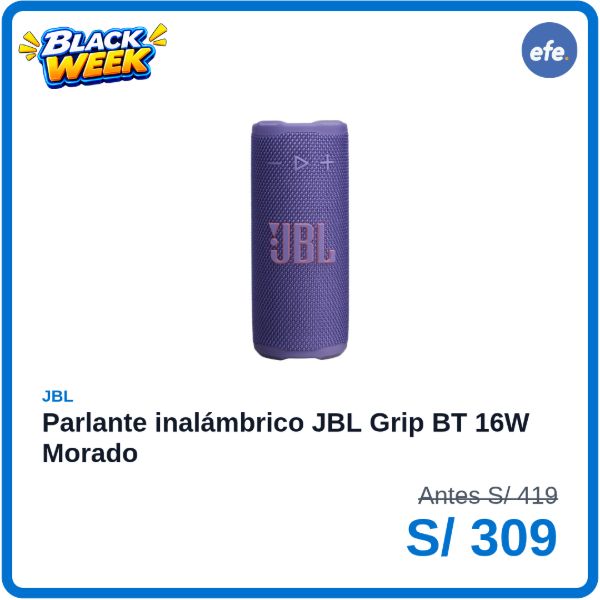 BLACK
WEEK
efe.
JBL
JBL
Parlante inalámbrico JBL Grip BT 16W
Morado
Antes S/ 419
S/ 309